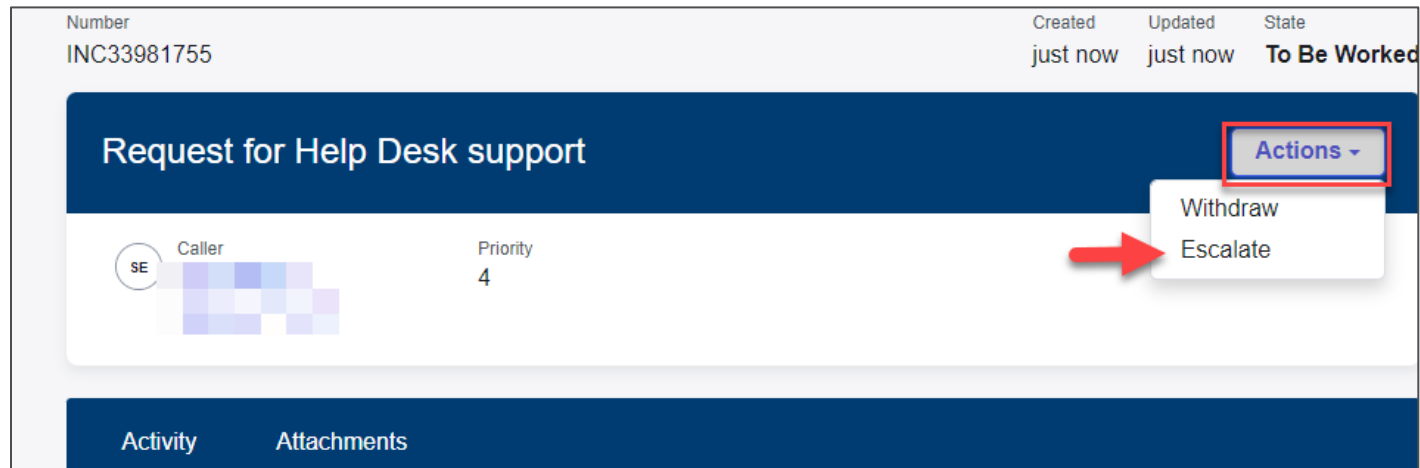 Number Created Updated State
INC33981755 just now just now To Be Worked
Request for Help Desk support Actions
Withdraw
Escalate
SE Caller Priority
4
Activity Attachments